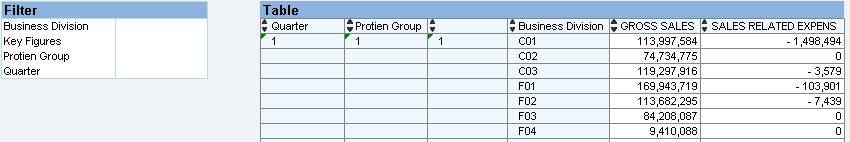 Filter
Business Division
Key Figures
Protien Group
Quarter
Table
Quarter Protien Group Business Division GROSS SALES SALES RELATED EXPENS
1 1 1 C01 113,997,584 - 1,498,494
C02 74,734,775 0
C03 119,297,916 - 3,579
F01 169,943,719 - 103,901
F02 113,682,295 - 7,439
F03 84,208,087 0
F04 9,410,088 0